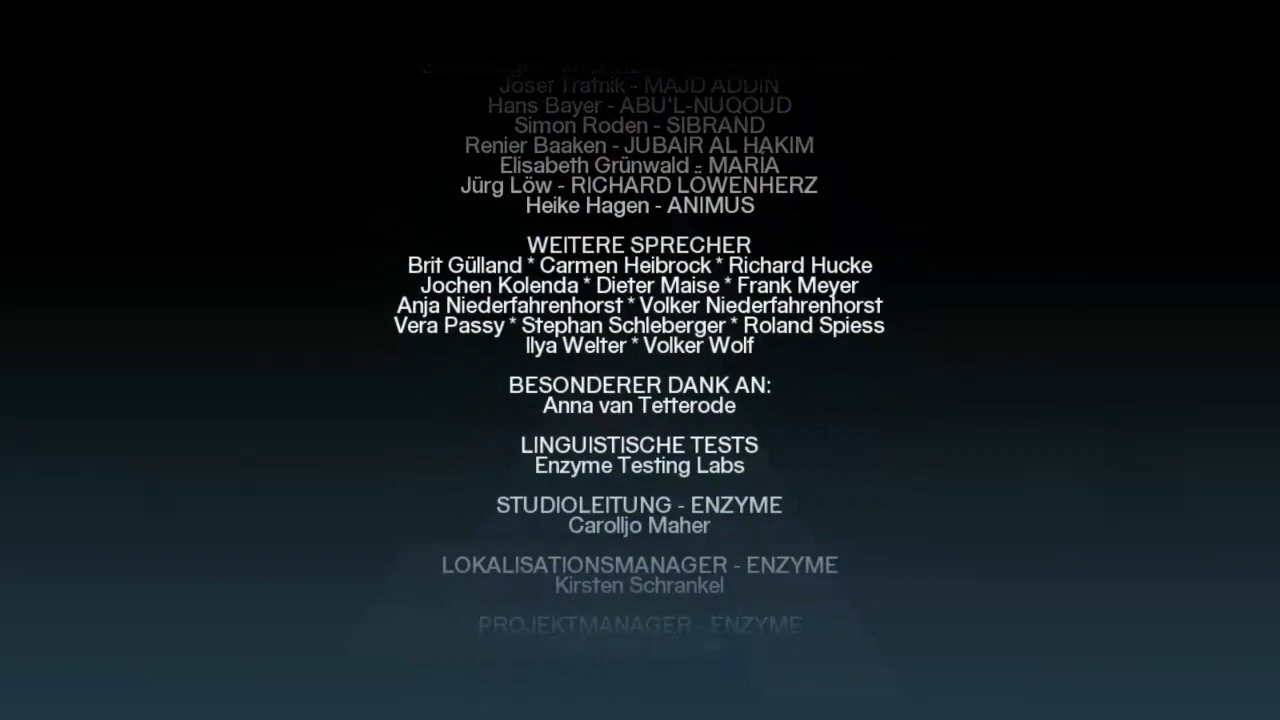 Josef Tratnik - MAJD ADDIN
Hans Bayer - ABU'L-NUQOUD
Simon Roden - SIBRAND
Renier Baaken - JUBAIR AL HAKIM
Elisabeth Grünwald - MARIA
Jürg Löw - RICHARD LÖWENHERZ
Heike Hagen - ANIMUS
WEITERE SPRECHER
Brit Gülland * Carmen Heibrock * Richard Hucke
Jochen Kolenda * Dieter Maise * Frank Meyer
Anja Niederfahrenhorst * Volker Niederfahrenhorst
Vera Passy * Stephan Schleberger * Roland Spiess
Ilya Welter * Volker Wolf
BESONDERER DANK AN:
Anna van Tetterode
LINGUISTISCHE TESTS
Enzyme Testing Labs
STUDIOLEITUNG - ENZYME
Carolljo Maher
LOKALISATIONSMANAGER - ENZYME
Kirsten Schrankel
PROJEKTMANAGER - ENZYME